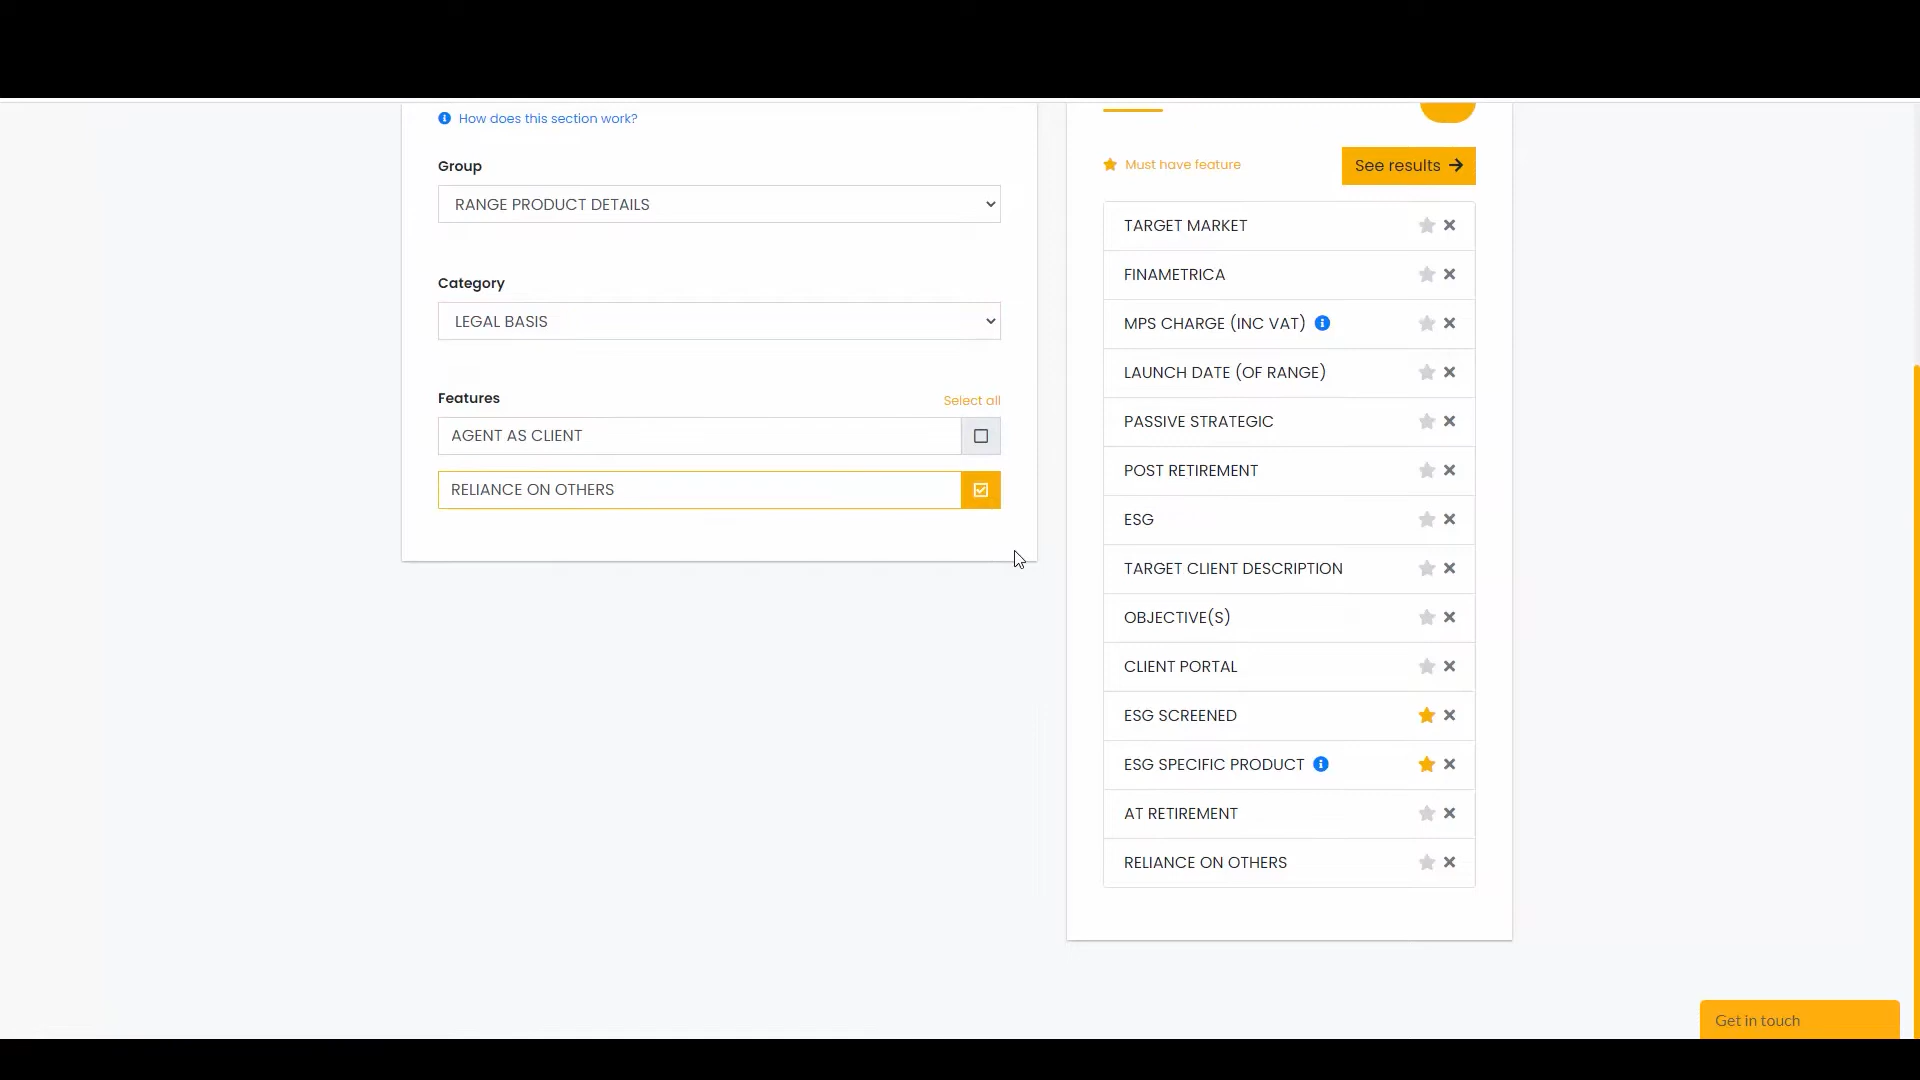 How does this section work?
Group
RANGE PRODUCT DETAILS
Category
LEGAL BASIS
Features
Select all
AGENT AS CLIENT
RELIANCE ON OTHERS
Must have feature
See results
TARGET MARKET
FINAMETRICA
MPS CHARGE (INC VAT)
LAUNCH DATE (OF RANGE)
PASSIVE STRATEGIC
POST RETIREMENT
ESG
TARGET CLIENT DESCRIPTION
OBJECTIVE(S)
CLIENT PORTAL
ESG SCREENED
ESG SPECIFIC PRODUCT
AT RETIREMENT
RELIANCE ON OTHERS
Get in touch